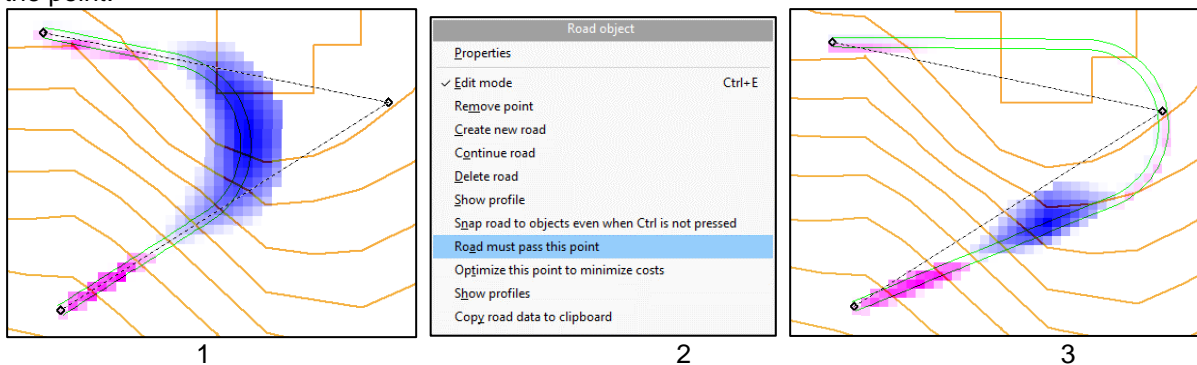 the point.
Road object
Properties
✓ Edit mode Ctrl+E
Remove point
Create new road
Continue road
Delete road
Show profile
Snap road to objects even when Ctrl is not pressed
Road must pass this point
Optimize this point to minimize costs
Show profiles
Copy road data to clipboard
1 2 3